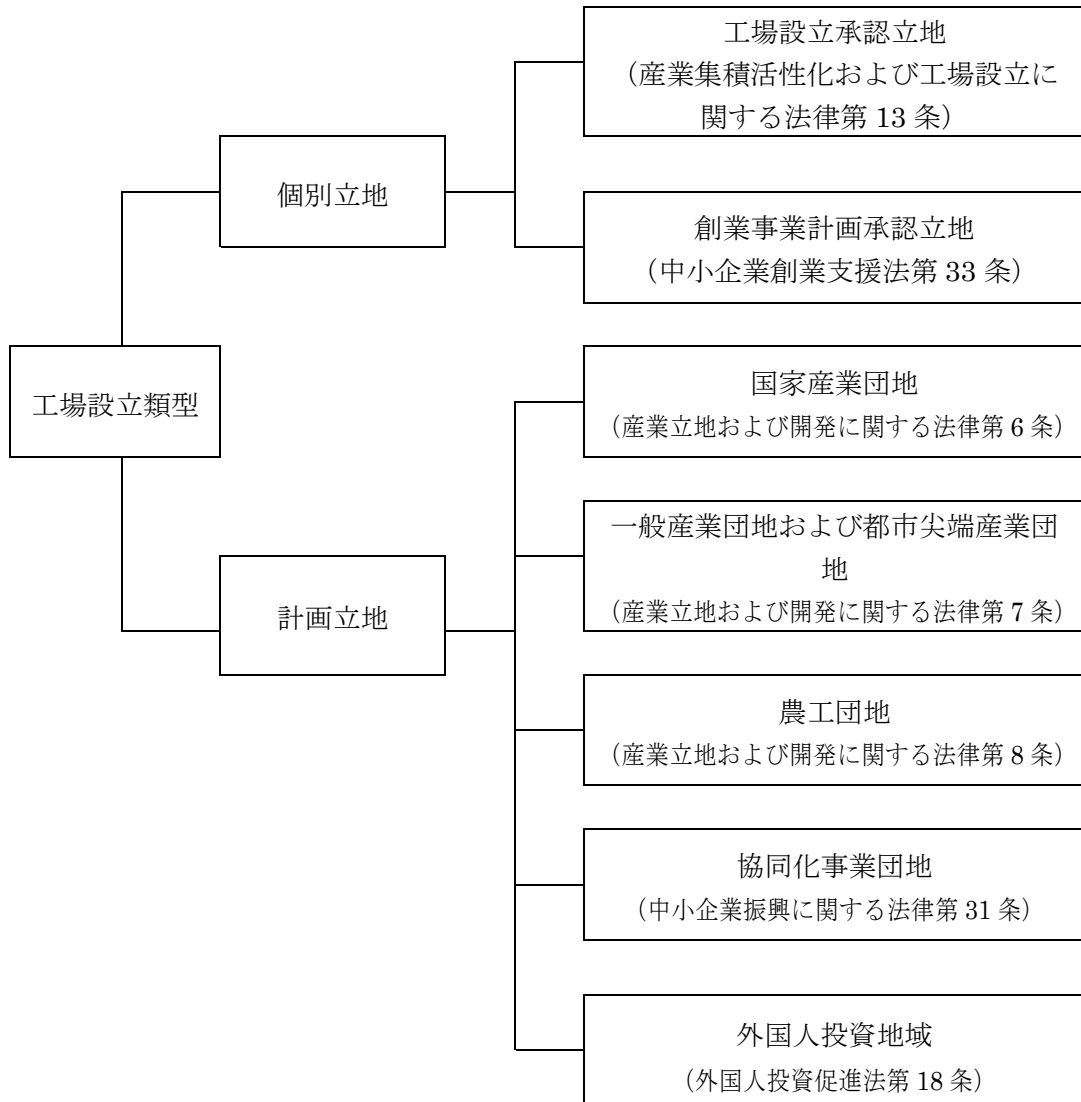 工場設立類型
個別立地
工場設立承認立地
（産業集積活性化および工場設立に
関する法律第 13 条）
創業事業計画承認立地
（中小企業創業支援法第 33 条）
計画立地
国家産業団地
（産業立地および開発に関する法律第 6 条）
一般産業団地および都市尖端産業団
地
（産業立地および開発に関する法律第 7 条）
農工団地
（産業立地および開発に関する法律第 8 条）
協同化事業団地
（中小企業振興に関する法律第 31 条）
外国人投資地域
（外国人投資促進法第 18 条）